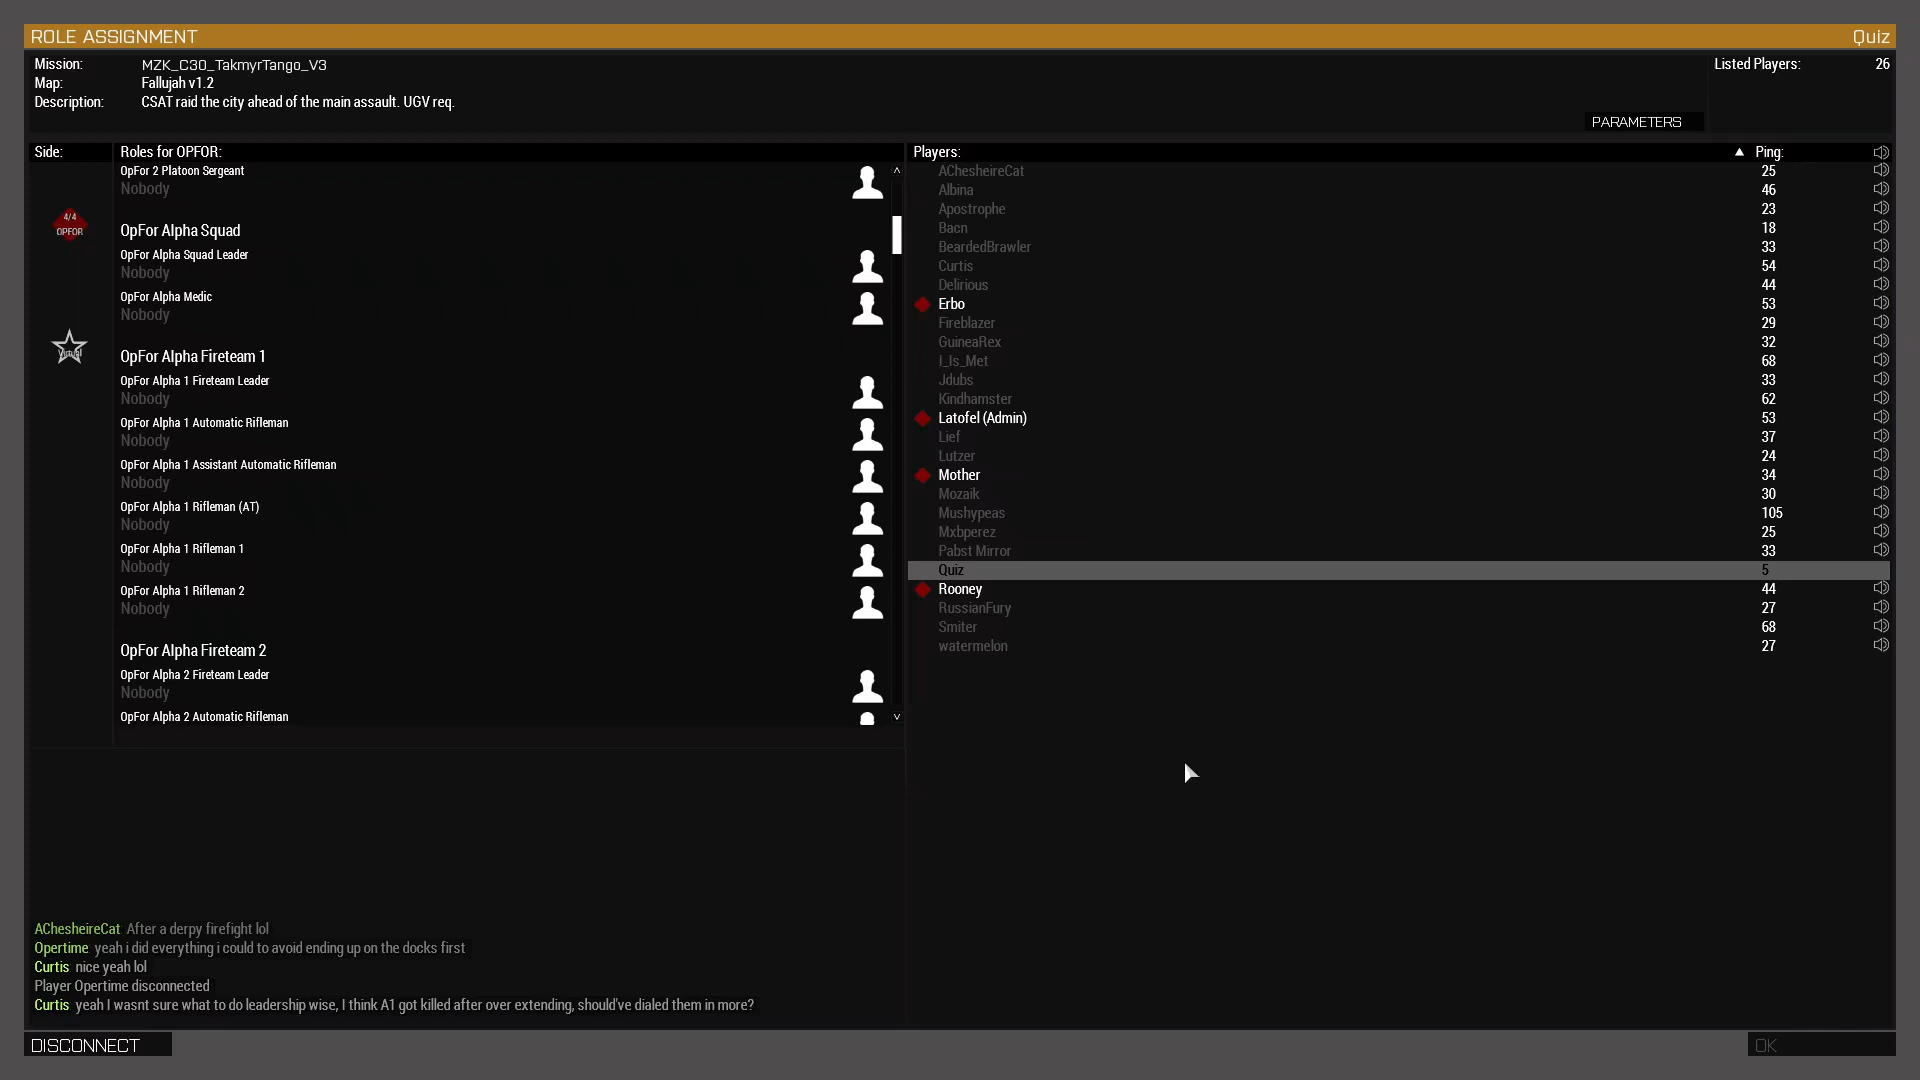 ROLE ASSIGNMENT
Quiz
Mission: MZK_C30_TakmyrTango_V3
Listed Players: 26
Map: Fallujah v1.2
Description: CSAT raid the city ahead of the main assault. UGV req.
PARAMETERS
Side:
4/4
OPFOR
Virtual
Roles for OPFOR:
OpFor 2 Platoon Sergeant
Nobody
OpFor Alpha Squad
OpFor Alpha Squad Leader
Nobody
OpFor Alpha Medic
Nobody
OpFor Alpha Fireteam 1
OpFor Alpha 1 Fireteam Leader
Nobody
OpFor Alpha 1 Automatic Rifleman
Nobody
OpFor Alpha 1 Assistant Automatic Rifleman
Nobody
OpFor Alpha 1 Rifleman (AT)
Nobody
OpFor Alpha 1 Rifleman 1
Nobody
OpFor Alpha 1 Rifleman 2
Nobody
OpFor Alpha Fireteam 2
OpFor Alpha 2 Fireteam Leader
Nobody
OpFor Alpha 2 Automatic Rifleman
Players: Ping:
AChesheireCat 25
Albina 46
Apostrophe 23
Bacn 18
BeardedBrawler 33
Curtis 54
Delirious 44
Erbo 53
Fireblazer 29
GuineaRex 32
I_Is_Met 68
Jdubs 33
Kindhamster 62
Latofel (Admin) 53
Lief 37
Lutzer 24
Mother 34
Mozaik 30
Mushypeas 105
Mxbperez 25
Pabst Mirror 33
Quiz 5
Rooney 44
RussianFury 27
Smiter 68
watermelon 27
AChesheireCat After a derpy firefight lol
Opertime yeah i did everything i could to avoid ending up on the docks first
Curtis nice yeah lol
Player Opertime disconnected
Curtis yeah I wasnt sure what to do leadership wise, I think A1 got killed after over extending, should've dialed them in more?
DISCONNECT
OK